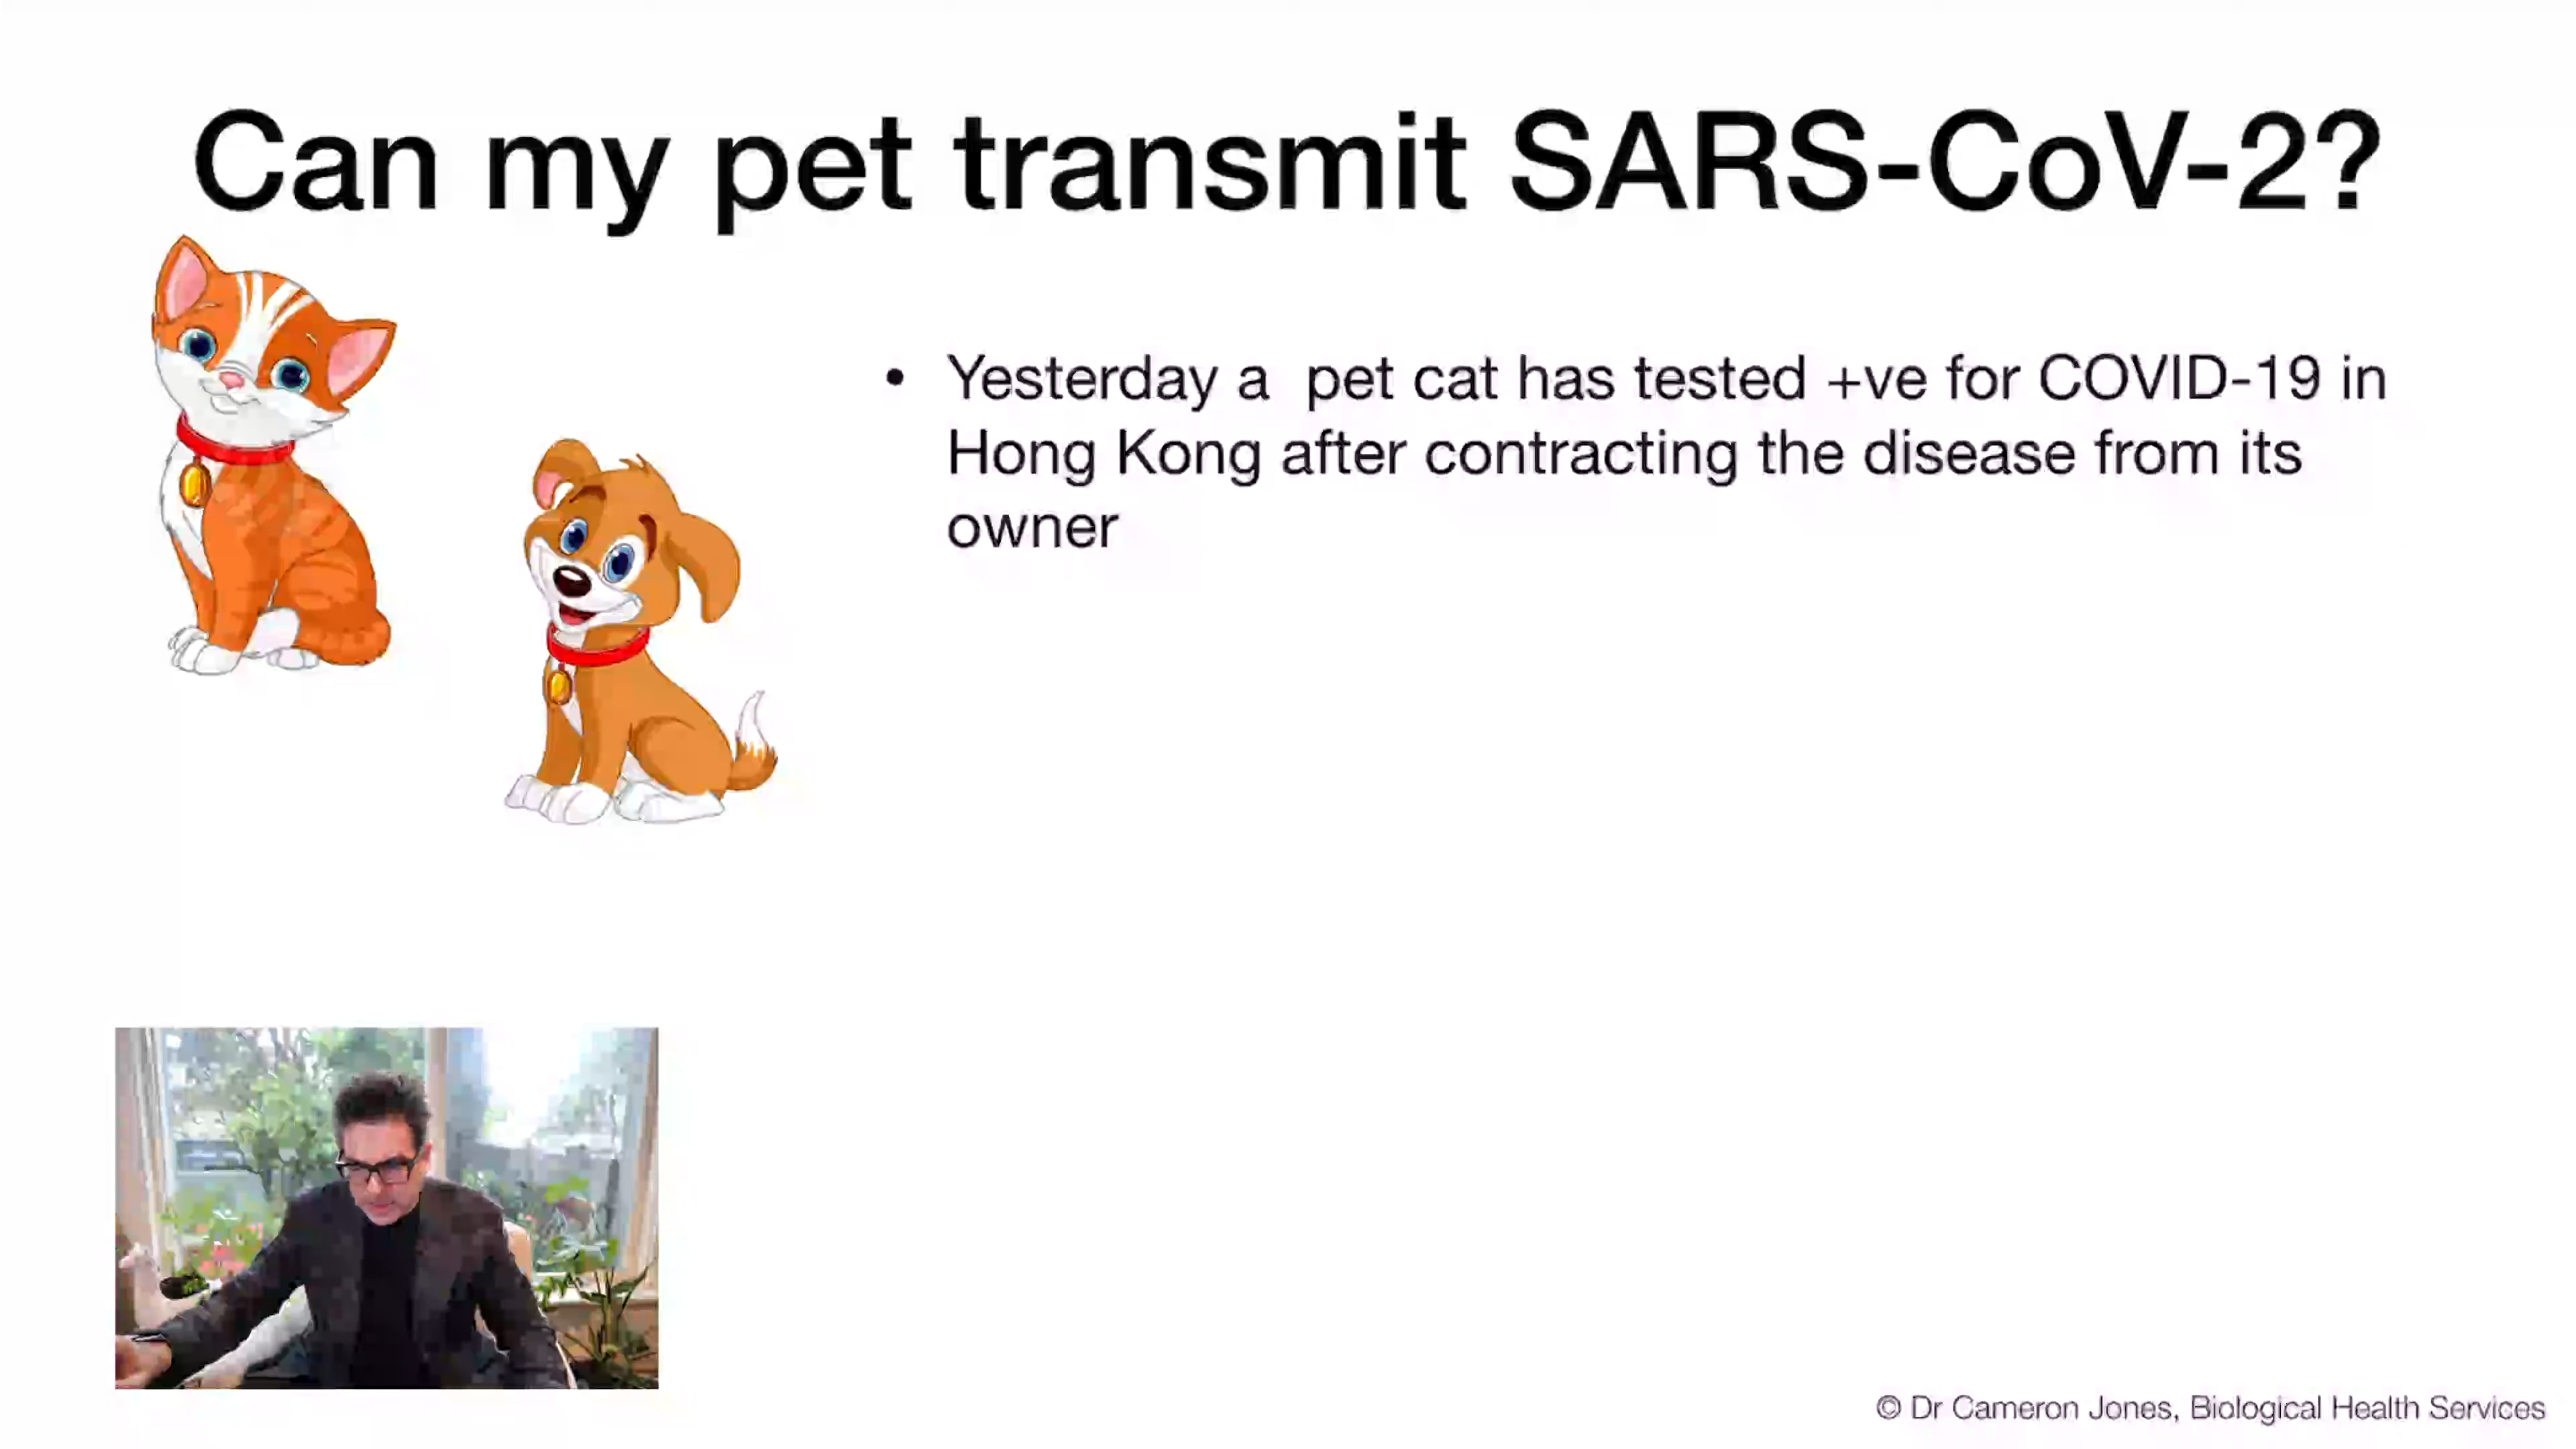 Can my pet transmit SARS-CoV-2?
• Yesterday a  pet cat has tested +ve for COVID-19 in
Hong Kong after contracting the disease from its
owner
© Dr Cameron Jones, Biological Health Services